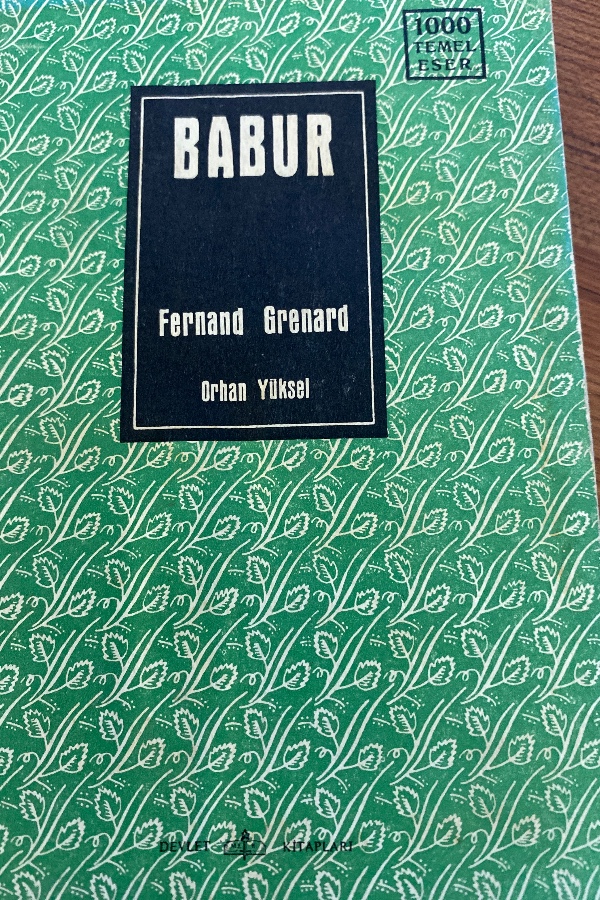 1000
TEMEL
ESER
BABUR
Fernand Grenard
Orhan Yüksel
DEVLET KİTAPLARI